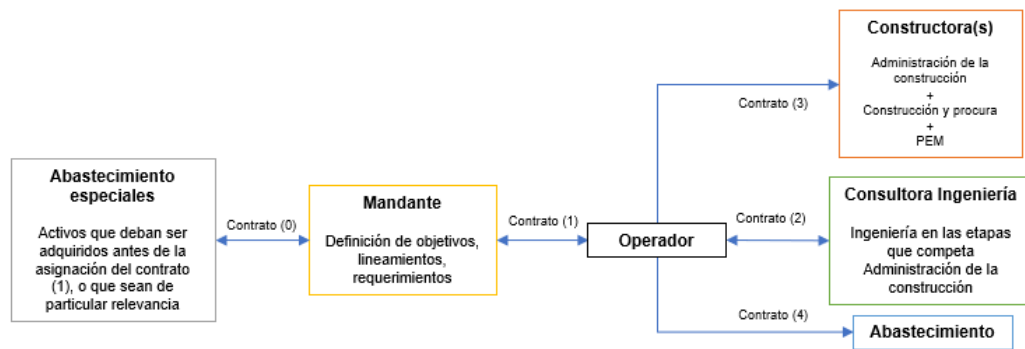 Constructora(s)
Administración de la
construcción
+
Construcción y procura
+
PEM
Contrato (3)
Abastecimiento
especiales
Activos que deban ser
adquiridos antes de la
asignación del contrato
(1), o que sean de
particular relevancia
Contrato (0)
Mandante
Definición de objetivos,
lineamientos,
requerimientos
Contrato (1)
Operador
Contrato (2)
Consultora Ingeniería
Ingeniería en las etapas
que competa
Administración de la
construcción
Contrato (4)
Abastecimiento